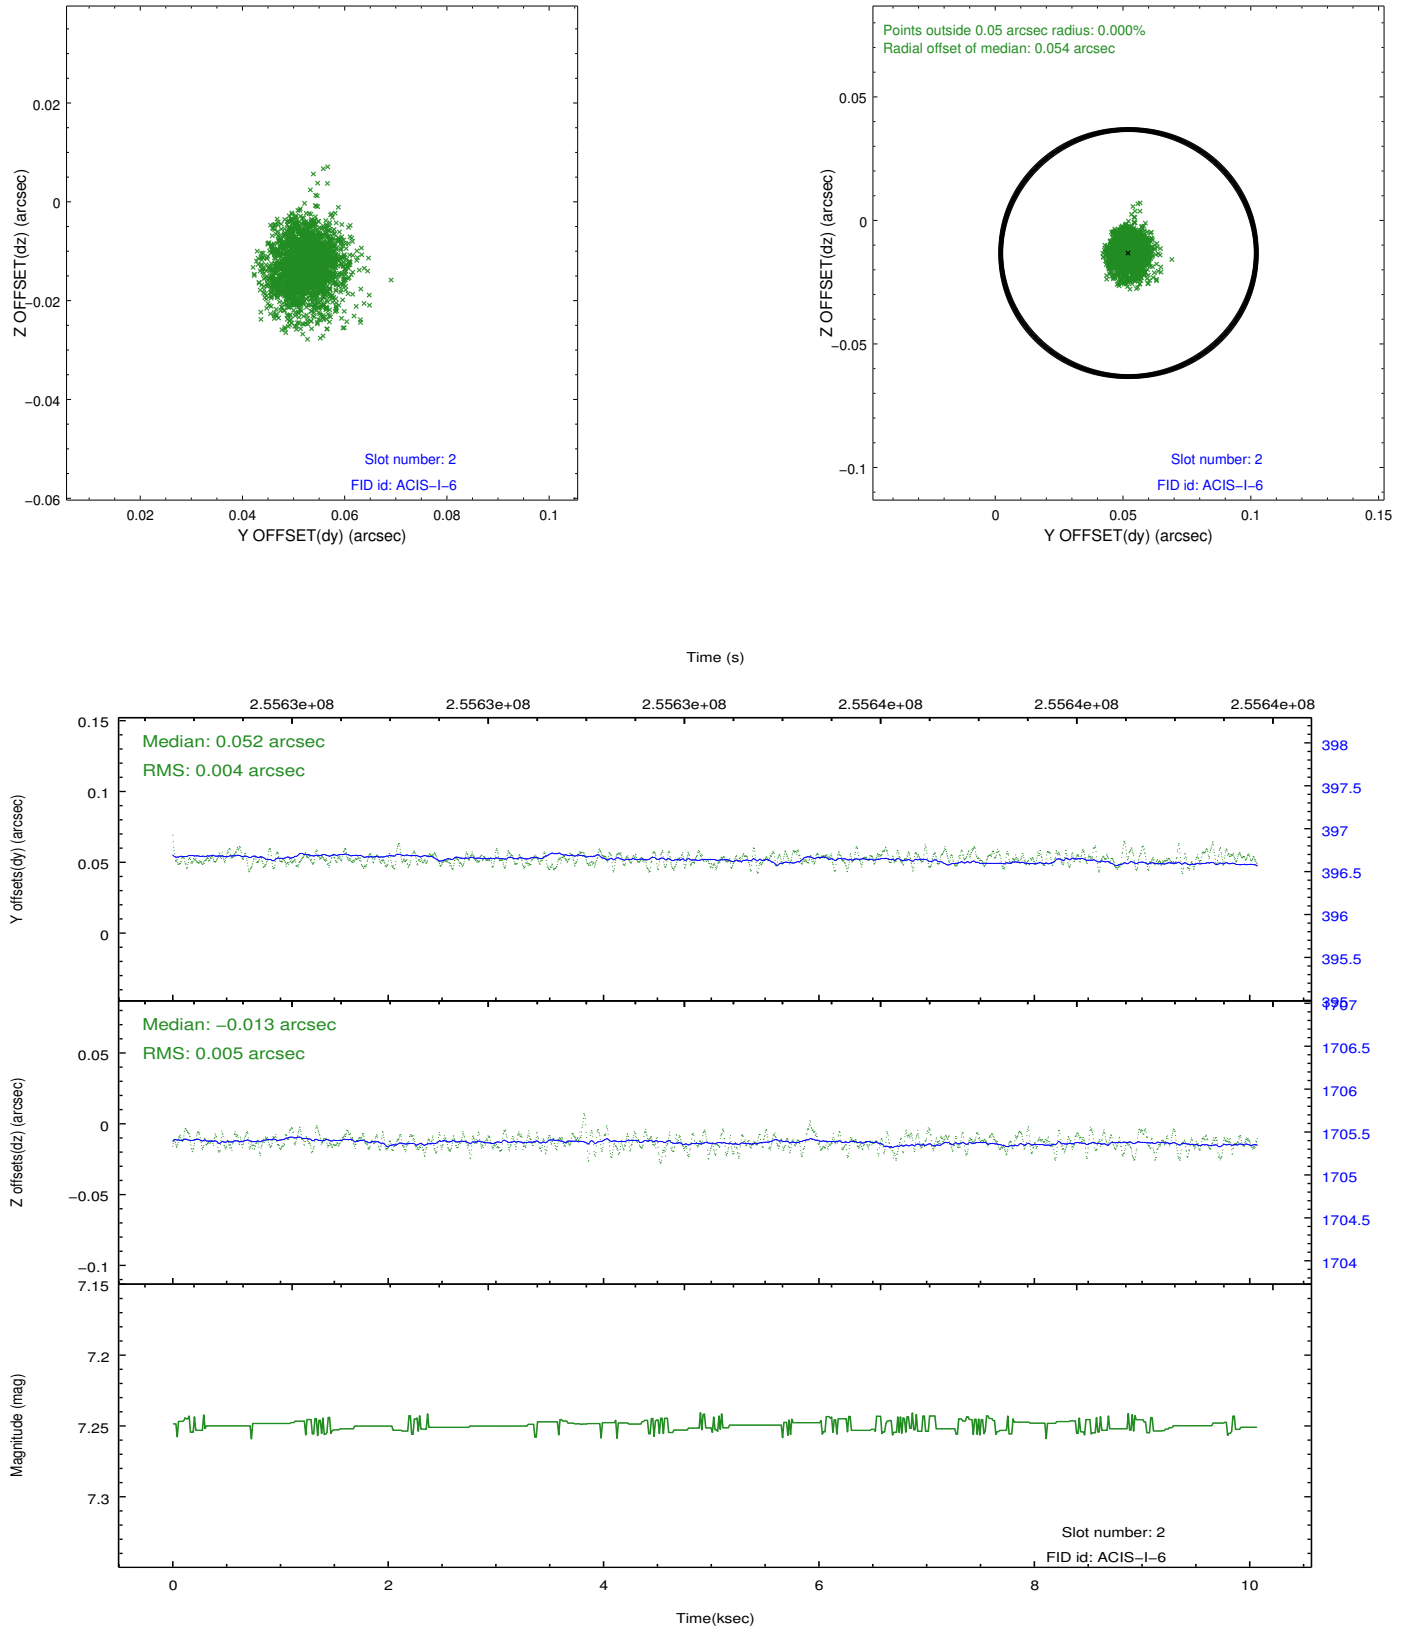 0.02
0
−0.02
−0.04
−0.06
Z OFFSET(dz) (arcsec)
Slot number: 2
FID id: ACIS−I−6
0.02
0.04
0.06
0.08
0.1
Y OFFSET(dy) (arcsec)
Points outside 0.05 arcsec radius: 0.000%
Radial offset of median: 0.054 arcsec
0.05
0
−0.05
−0.1
Z OFFSET(dz) (arcsec)
Slot number: 2
FID id: ACIS−I−6
0
0.05
0.1
0.15
Y OFFSET(dy) (arcsec)
Time (s)
2.5563e+08
2.5563e+08
2.5563e+08
2.5564e+08
2.5564e+08
2.5564e+08
Median: 0.052 arcsec
RMS: 0.004 arcsec
0.15
0.1
0.05
0
Y offsets(dy) (arcsec)
398
397.5
397
396.5
396
395.5
395
Median: −0.013 arcsec
RMS: 0.005 arcsec
0.05
0
−0.05
−0.1
Z offsets(dz) (arcsec)
1707
1706.5
1706
1705.5
1705
1704.5
1704
7.15
7.2
7.25
7.3
Magnitude (mag)
Slot number: 2
FID id: ACIS−I−6
0
2
4
6
8
10
Time(ksec)